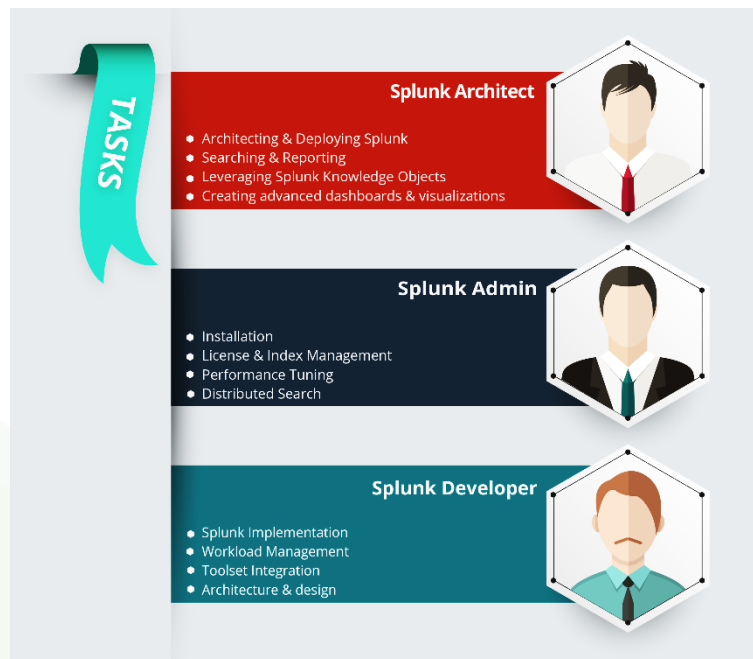 TASKS
Splunk Architect
Architecting & Deploying Splunk
Searching & Reporting
Leveraging Splunk Knowledge Objects
Creating advanced dashboards & visualizations
Splunk Admin
Installation
License & Index Management
Performance Tuning
Distributed Search
Splunk Developer
Splunk Implementation
Workload Management
Toolset Integration
Architecture & design